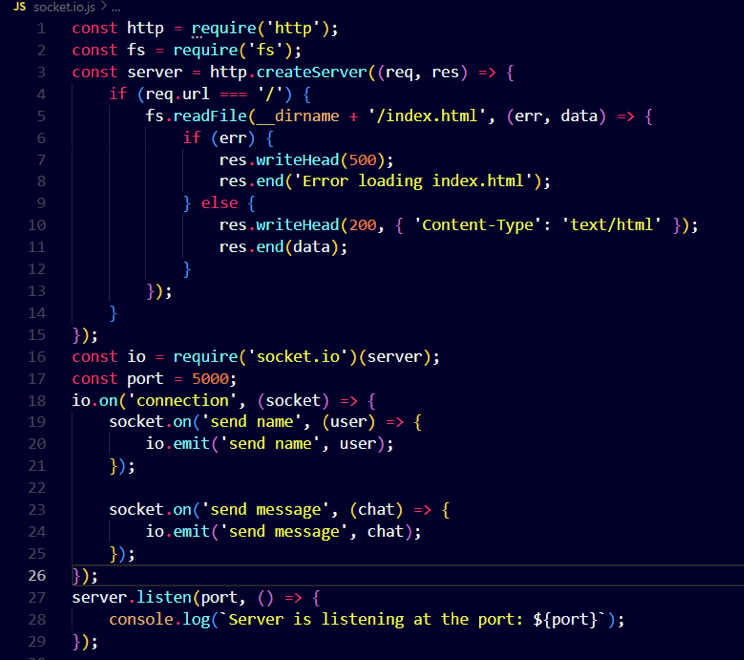 JS socket.io.js > ...
1 const http = require('http');
2 const fs = require('fs');
3 const server = http.createServer((req, res) => {
4 if (req.url === '/') {
5 fs.readFile(__dirname + '/index.html', (err, data) => {
6 if (err) {
7 res.writeHead(500);
8 res.end('Error loading index.html');
9 } else {
10 res.writeHead(200, { 'Content-Type': 'text/html' });
11 res.end(data);
12 }
13 });
14 }
15 });
16 const io = require('socket.io')(server);
17 const port = 5000;
18 io.on('connection', (socket) => {
19 socket.on('send name', (user) => {
20 io.emit('send name', user);
21 });
22
23 socket.on('send message', (chat) => {
24 io.emit('send message', chat);
25 });
26 });
27 server.listen(port, () => {
28 console.log(`Server is listening at the port: ${port}`);
29 });